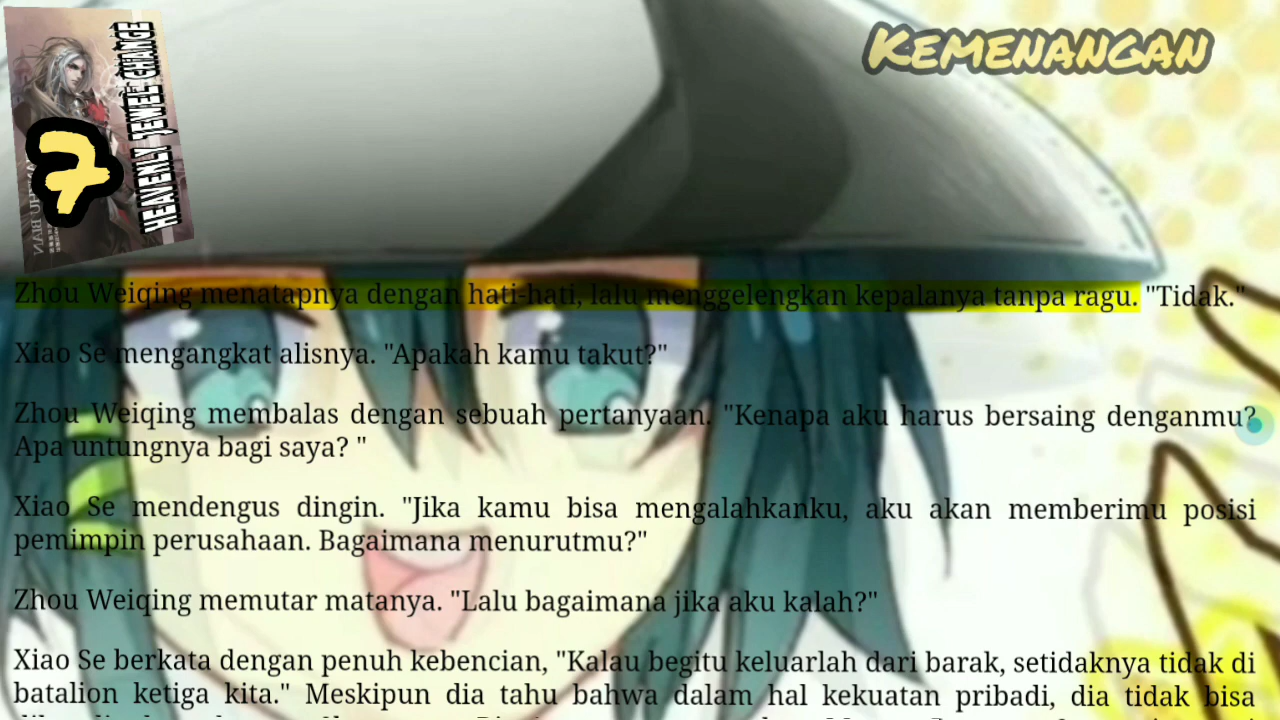 HEAVENLY JEWEL CHANGE
7
Kemenangan
Zhou Weiqing menatapnya dengan hati-hati, lalu menggelengkan kepalanya tanpa ragu. "Tidak."
Xiao Se mengangkat alisnya. "Apakah kamu takut?"
Zhou Weiqing membalas dengan sebuah pertanyaan. "Kenapa aku harus bersaing denganmu?
Apa untungnya bagi saya? "
Xiao Se mendengus dingin. "Jika kamu bisa mengalahkanku, aku akan memberimu posisi
pemimpin perusahaan. Bagaimana menurutmu?"
Zhou Weiqing memutar matanya. "Lalu bagaimana jika aku kalah?"
Xiao Se berkata dengan penuh kebencian, "Kalau begitu keluarlah dari barak, setidaknya tidak di
batalion ketiga kita." Meskipun dia tahu bahwa dalam hal kekuatan pribadi, dia tidak bisa